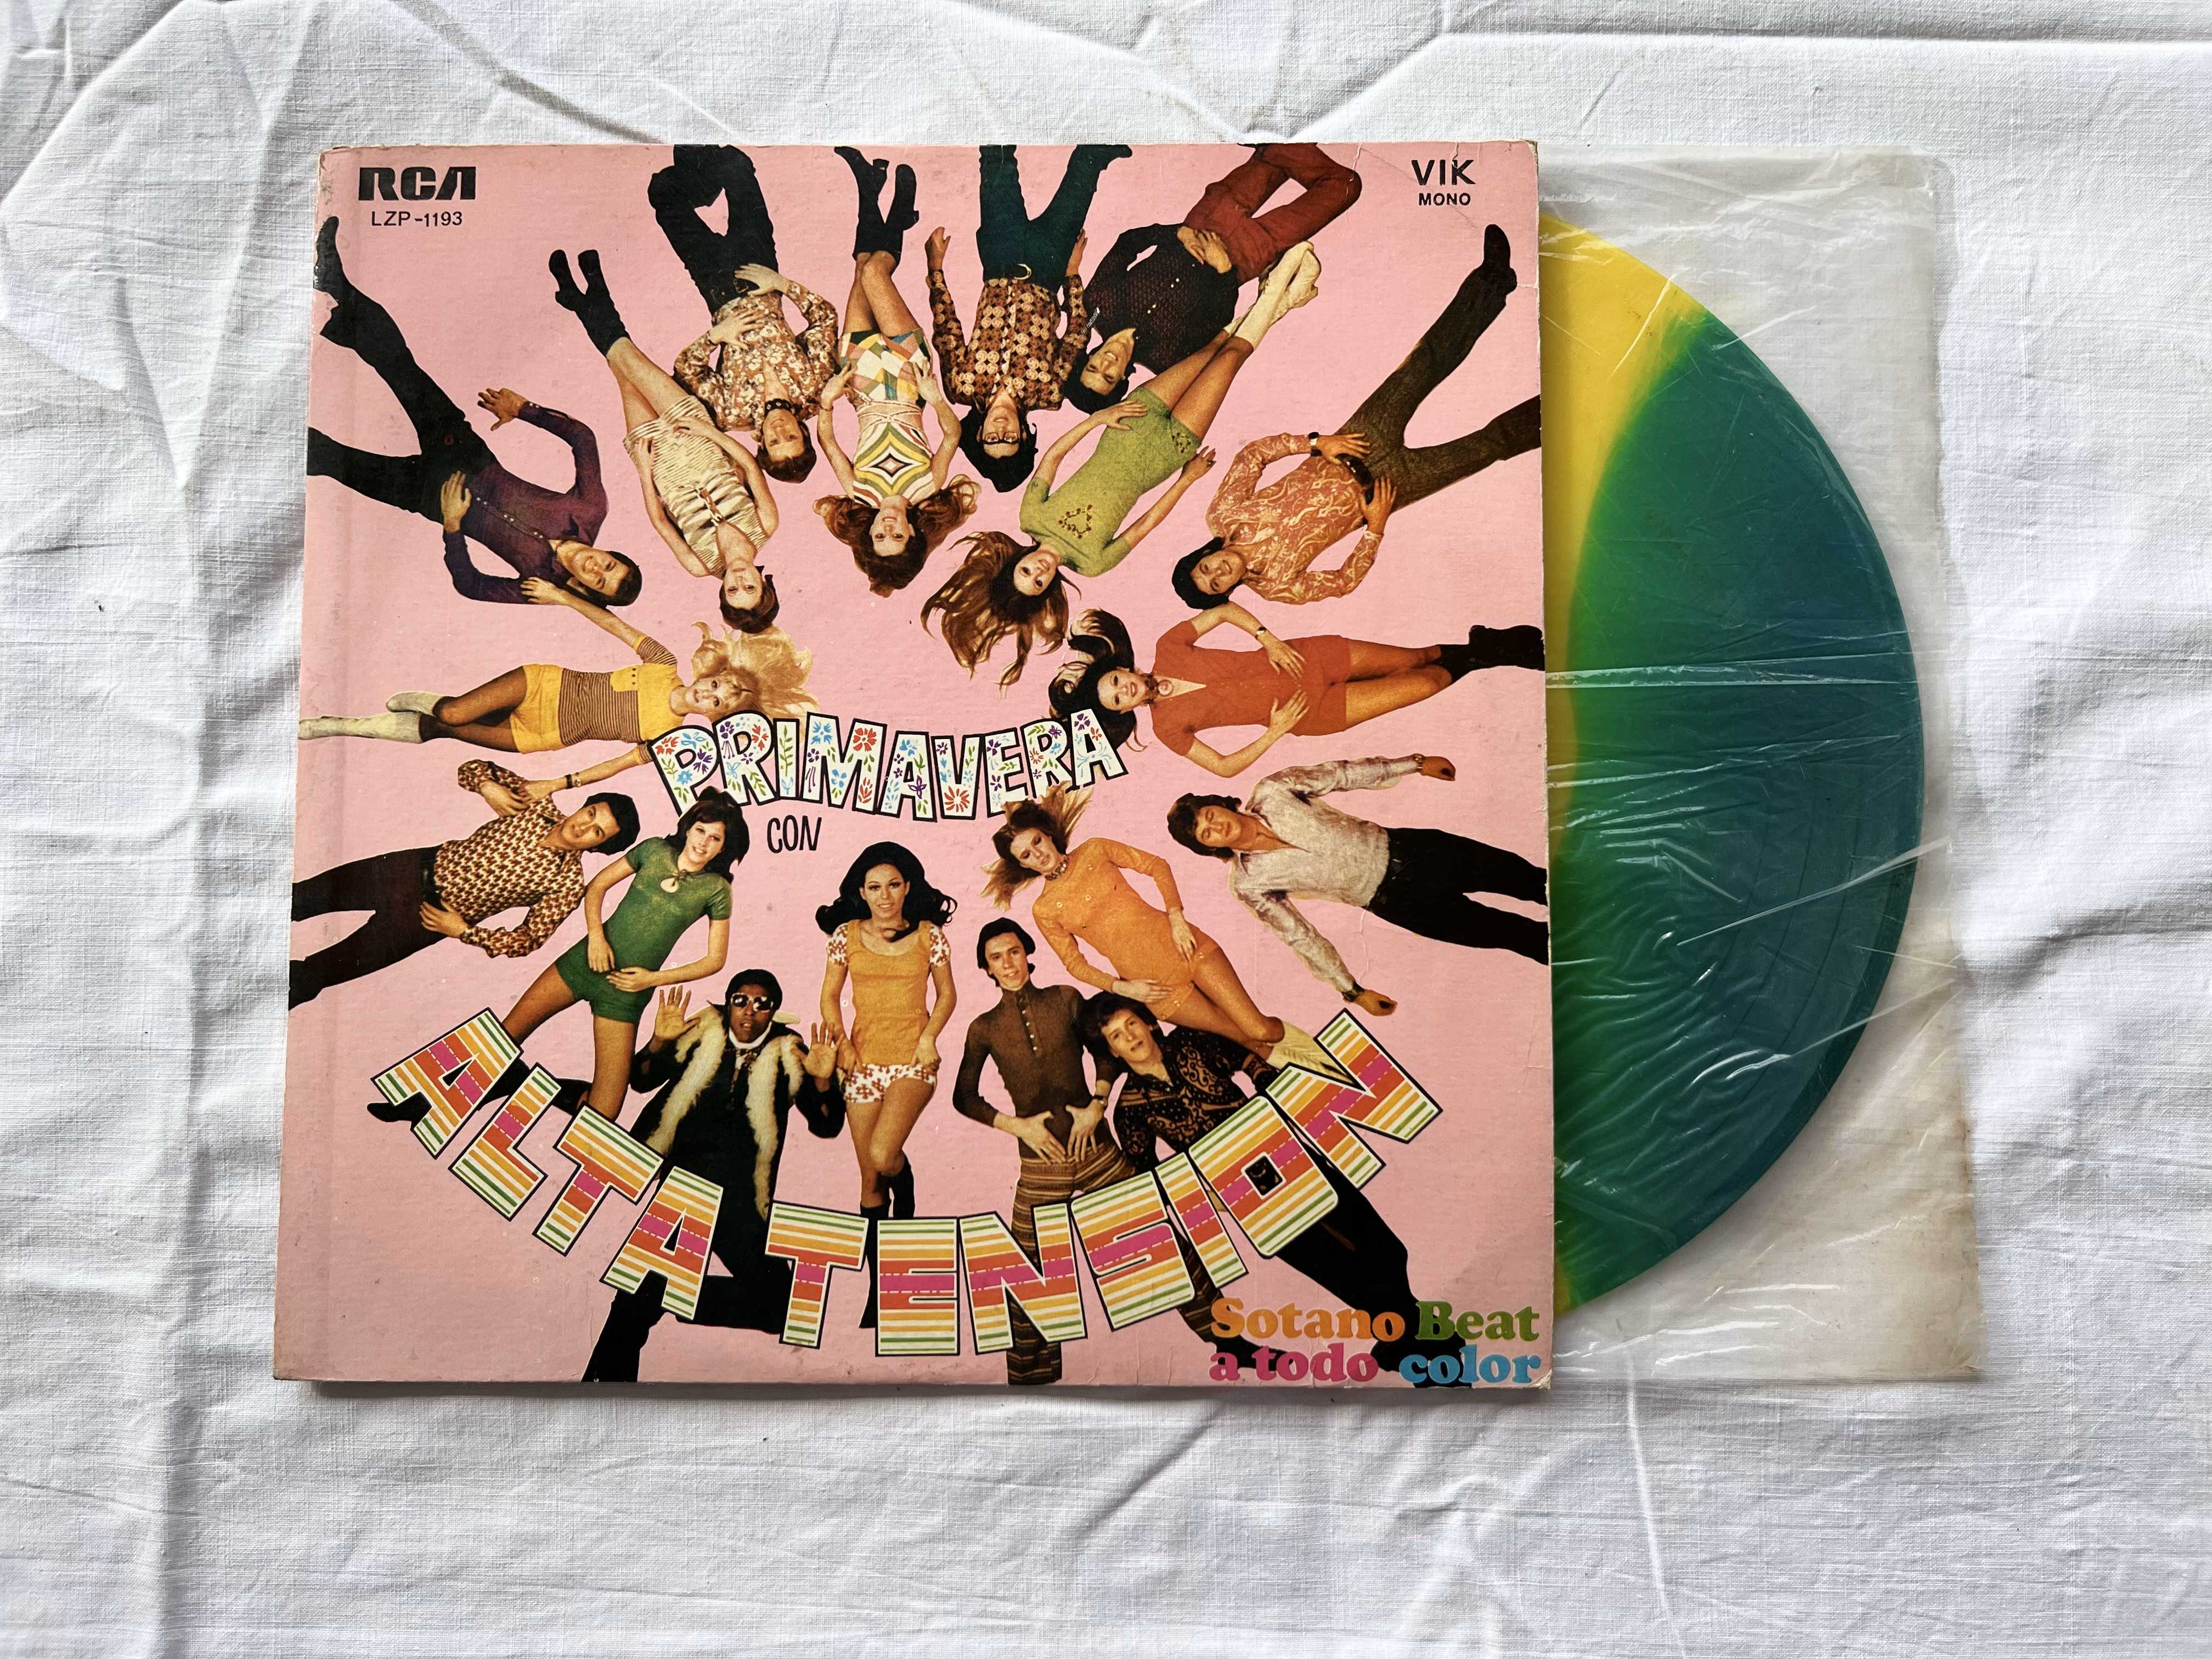 RCA
LZP-1193
VIK
MONO
PRIMAVERA
CON
ALTA TENSION
Sotano Beat
a todo color